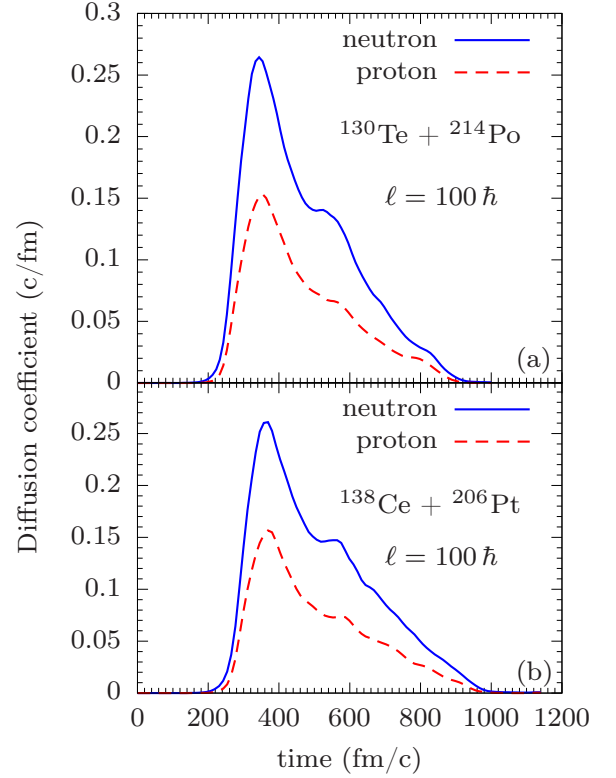 Diffusion coefficient (c/fm)
0.3
0.25
0.2
0.15
0.1
0.05
0
neutron
proton
¹³⁰Te + ²¹⁴Po
ℓ = 100 ℏ
(a)
0.25
0.2
0.15
0.1
0.05
0
neutron
proton
¹³⁸Ce + ²⁰⁶Pt
ℓ = 100 ℏ
(b)
0 200 400 600 800 1000 1200
time (fm/c)